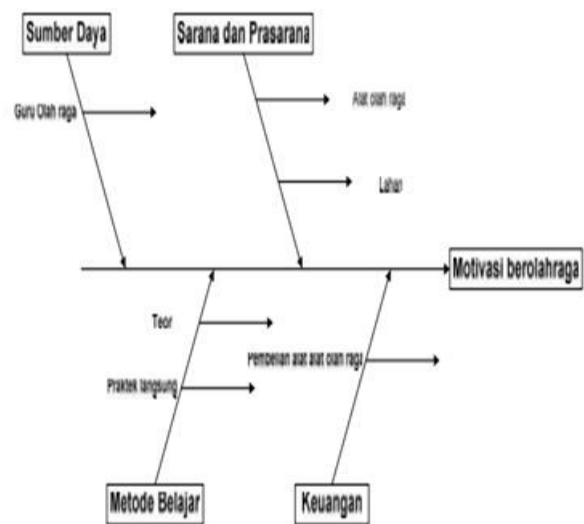 Sumber Daya
Sarana dan Prasarana
Guru Olah raga
Alat olah raga
Lahan
Motivasi berolahraga
Teori
Pembelian alat alat olah raga
Praktek langsung
Metode Belajar
Keuangan